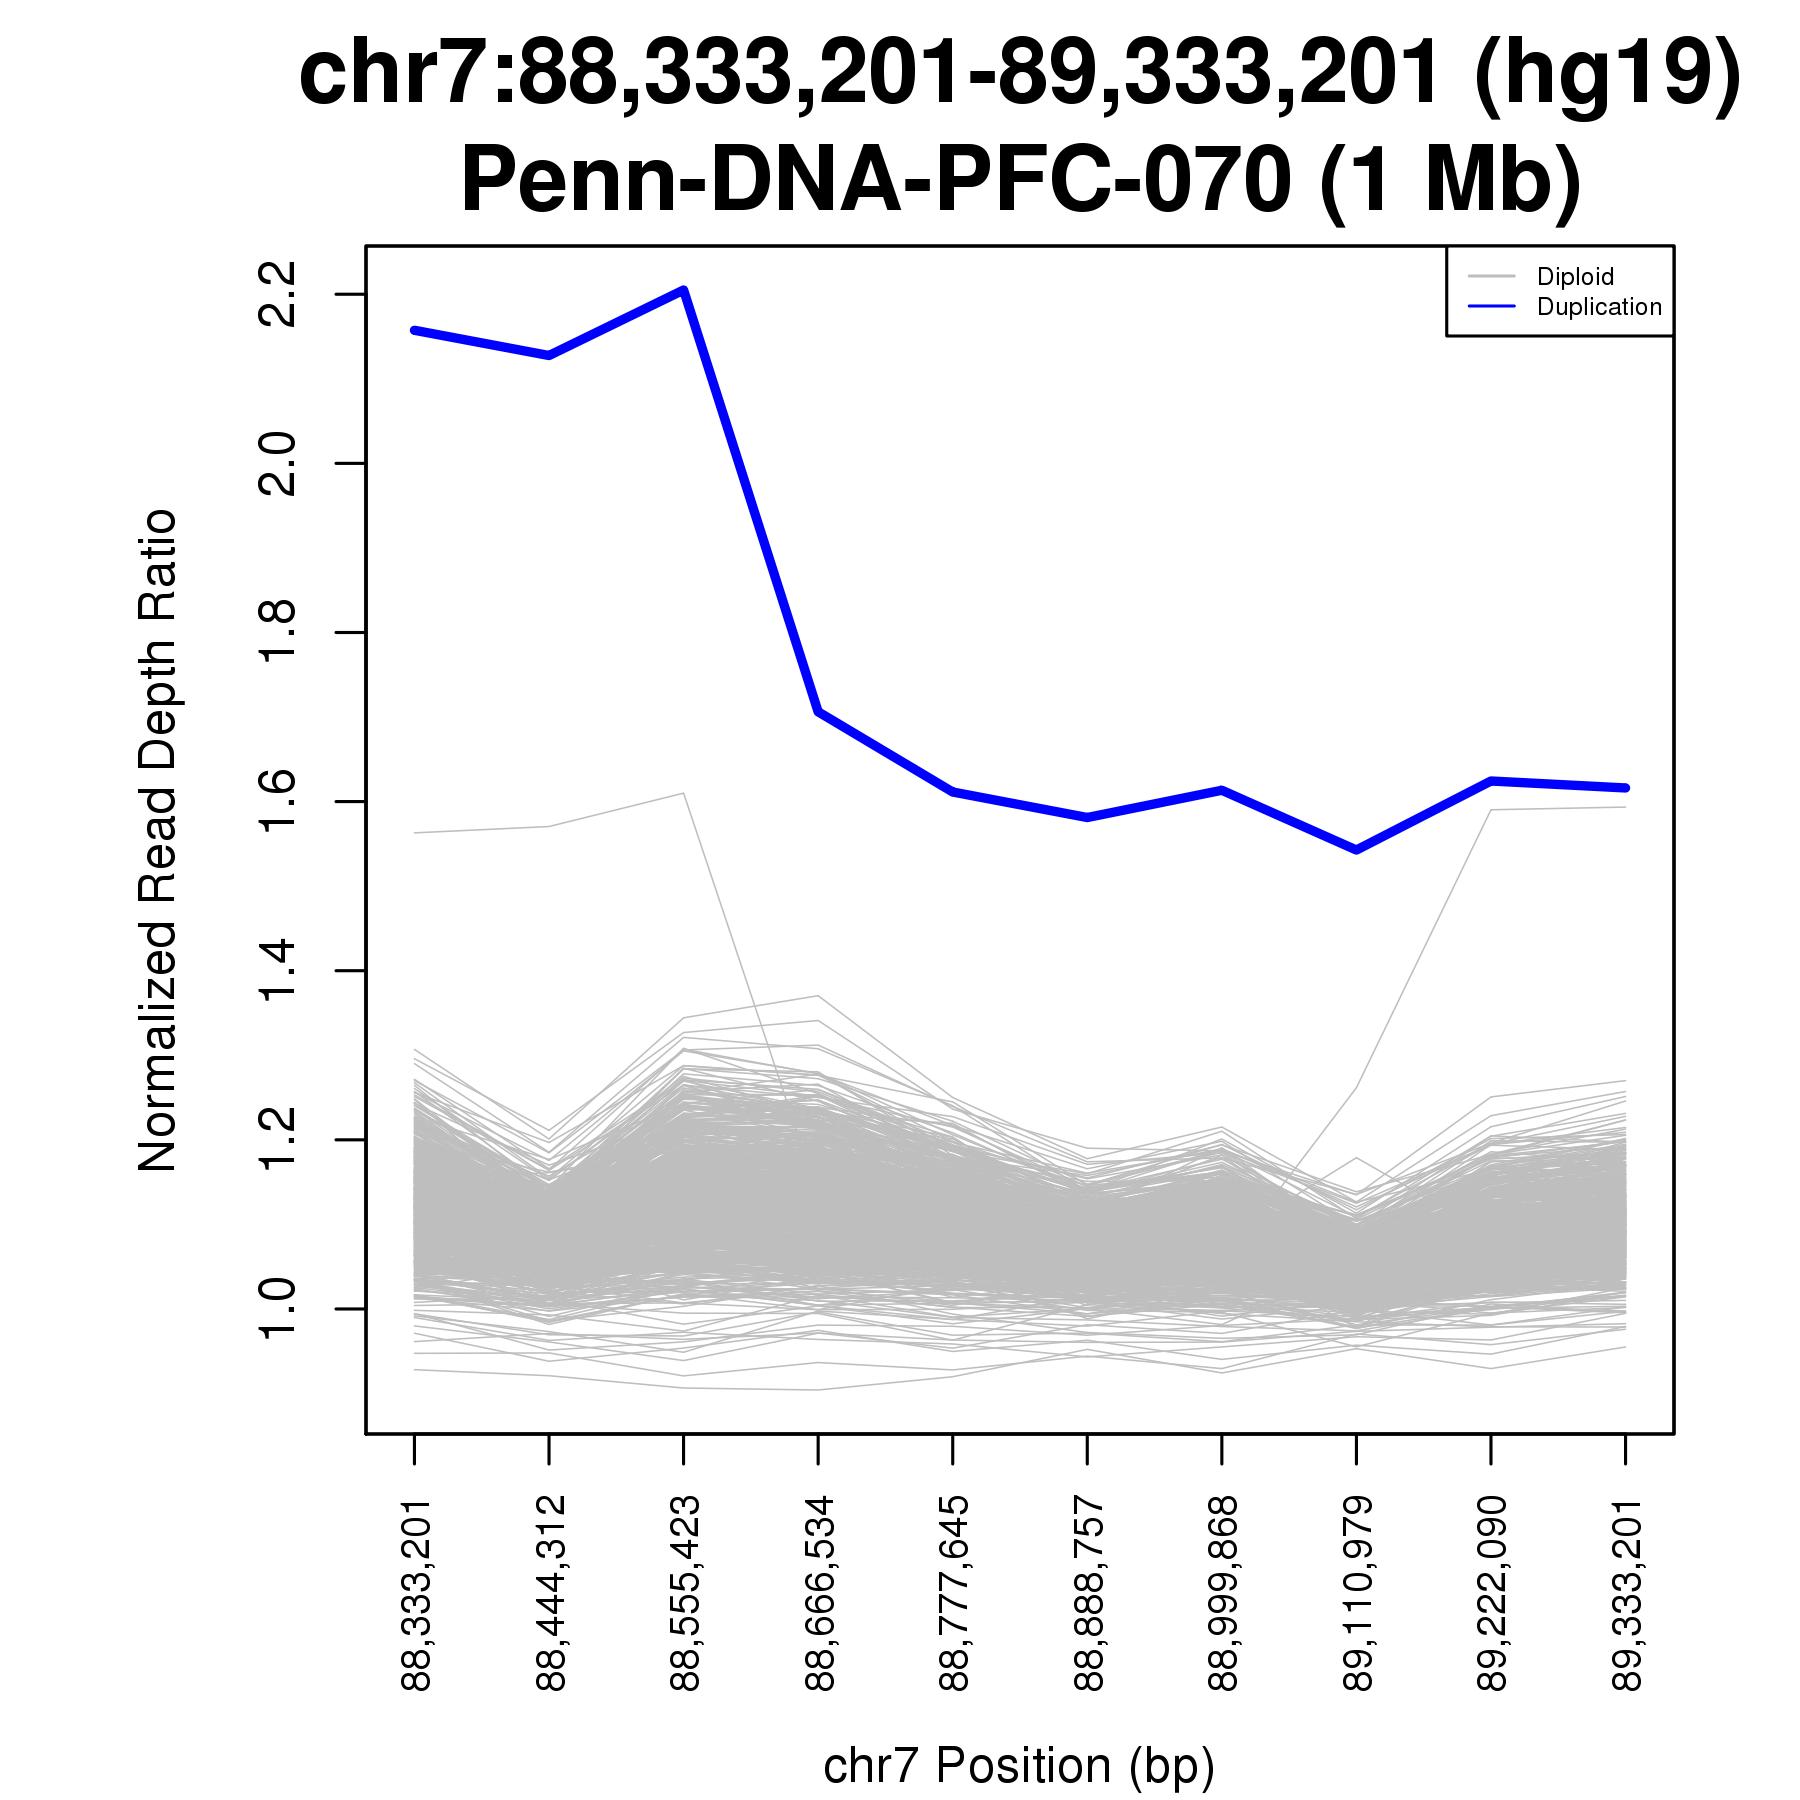 chr7:88,333,201-89,333,201 (hg19)
Penn-DNA-PFC-070 (1 Mb)
Diploid
Duplication
Normalized Read Depth Ratio
2.2
2.0
1.8
1.6
1.4
1.2
1.0
88,333,201
88,444,312
88,555,423
88,666,534
88,777,645
88,888,757
88,999,868
89,110,979
89,222,090
89,333,201
chr7 Position (bp)